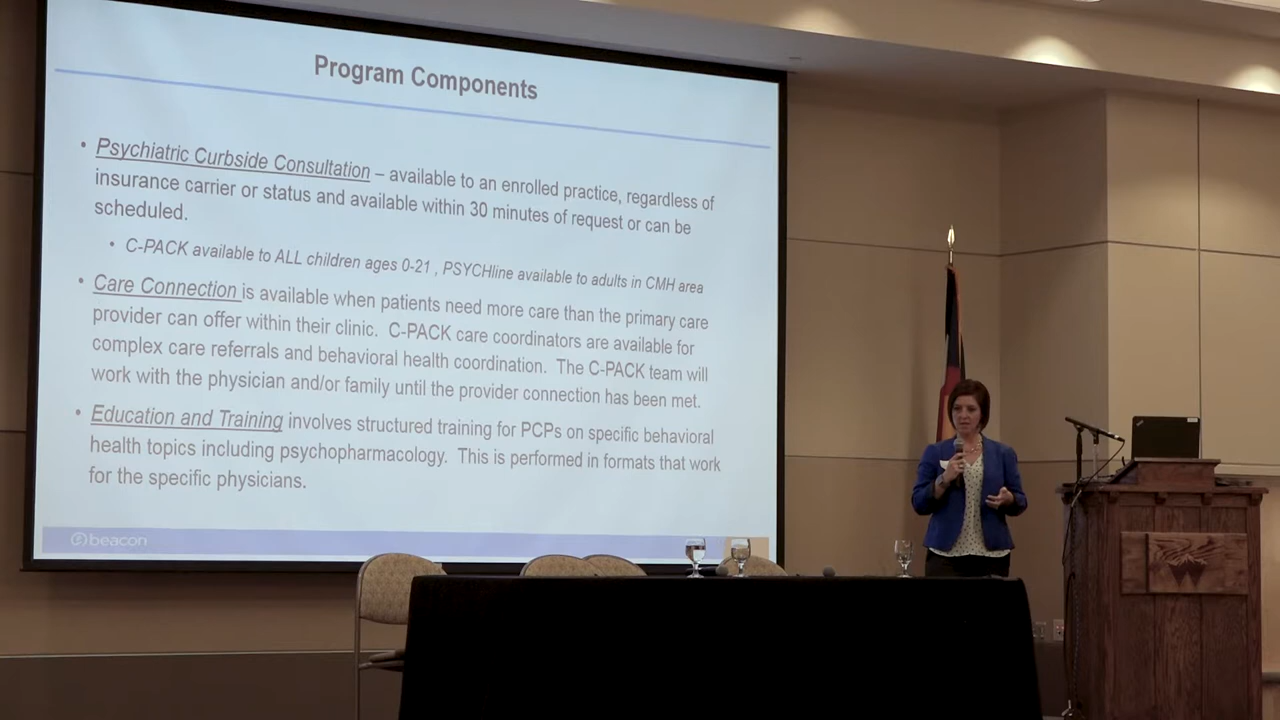 Program Components
• Psychiatric Curbside Consultation – available to an enrolled practice, regardless of
insurance carrier or status and available within 30 minutes of request or can be
scheduled.
• C-PACK available to ALL children ages 0-21 , PSYCHline available to adults in CMH area
• Care Connection is available when patients need more care than the primary care
provider can offer within their clinic. C-PACK care coordinators are available for
complex care referrals and behavioral health coordination. The C-PACK team will
work with the physician and/or family until the provider connection has been met.
• Education and Training involves structured training for PCPs on specific behavioral
health topics including psychopharmacology. This is performed in formats that work
for the specific physicians.
beacon